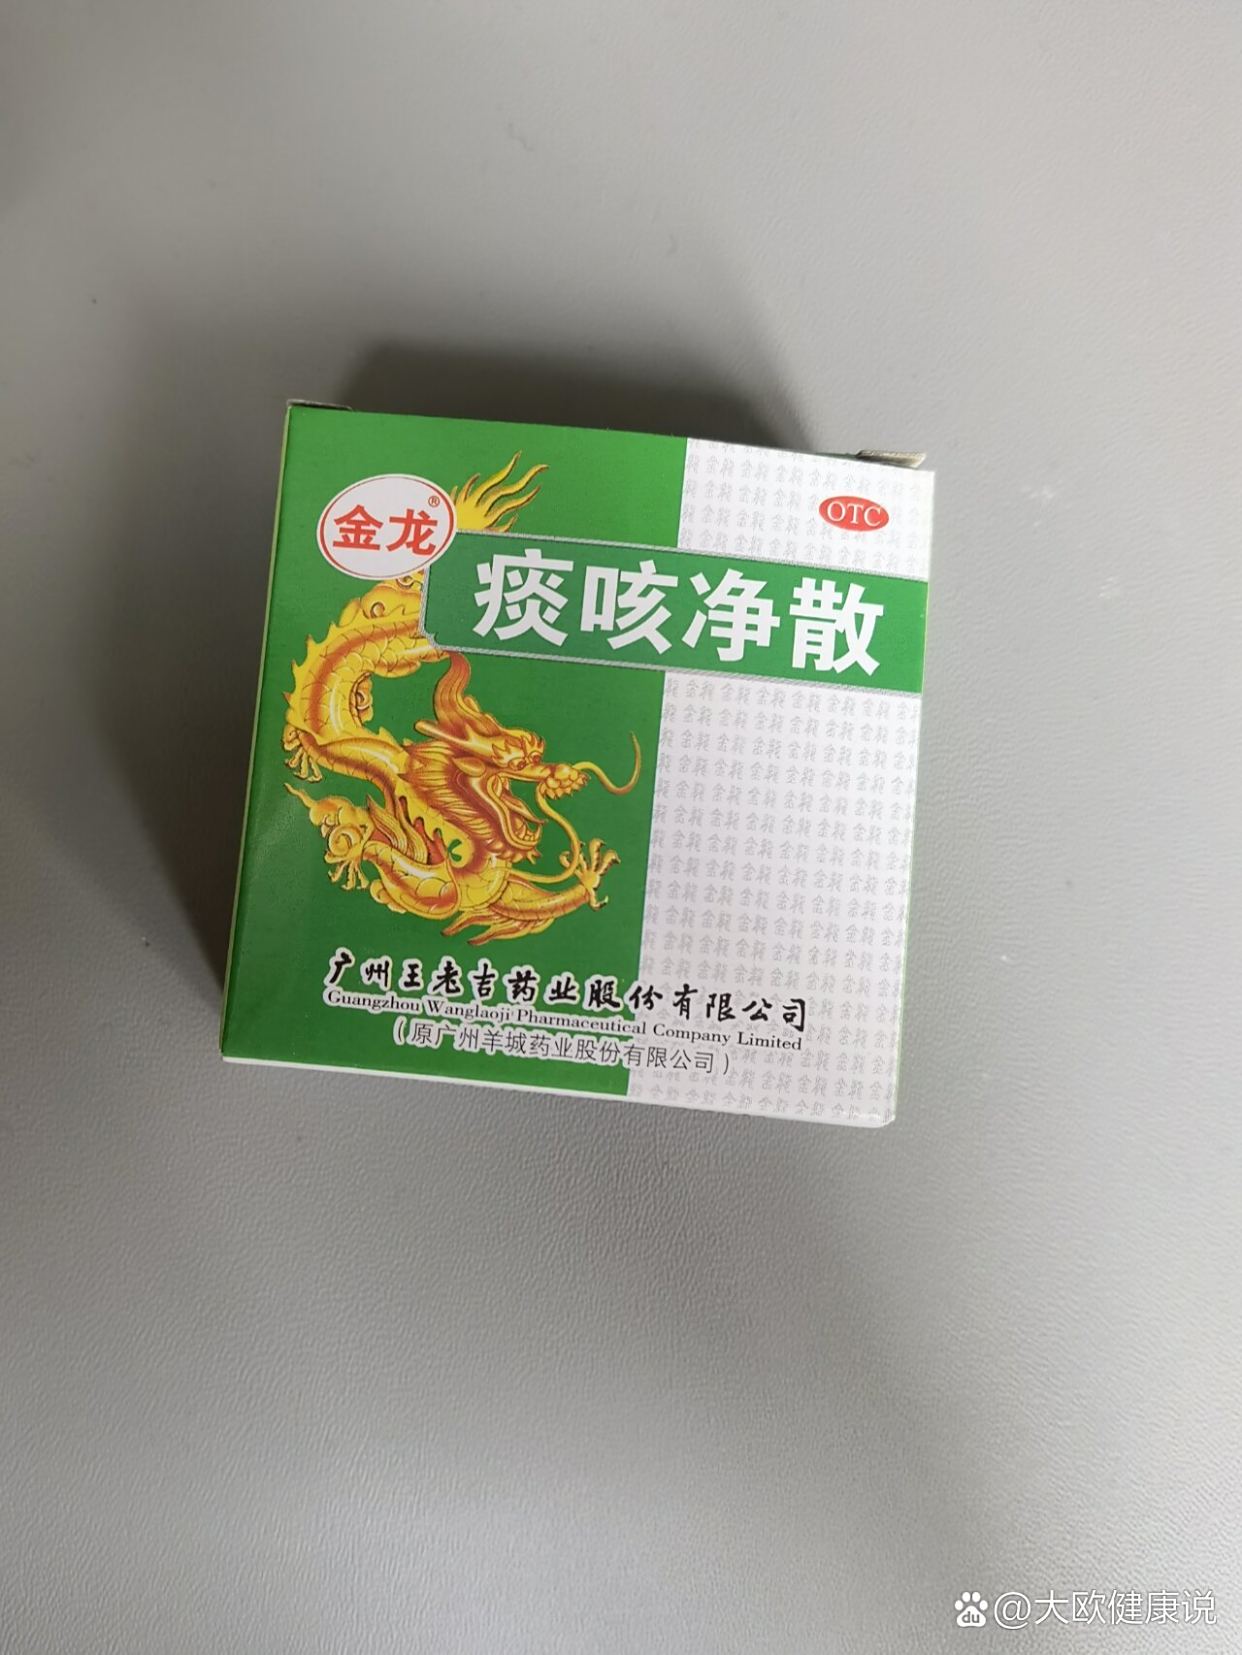 金龙®
OTC
痰咳净散
广州王老吉药业股份有限公司
Guangzhou Wanglaoji Pharmaceutical Company Limited
(原广州羊城药业股份有限公司)
du @大欧健康说